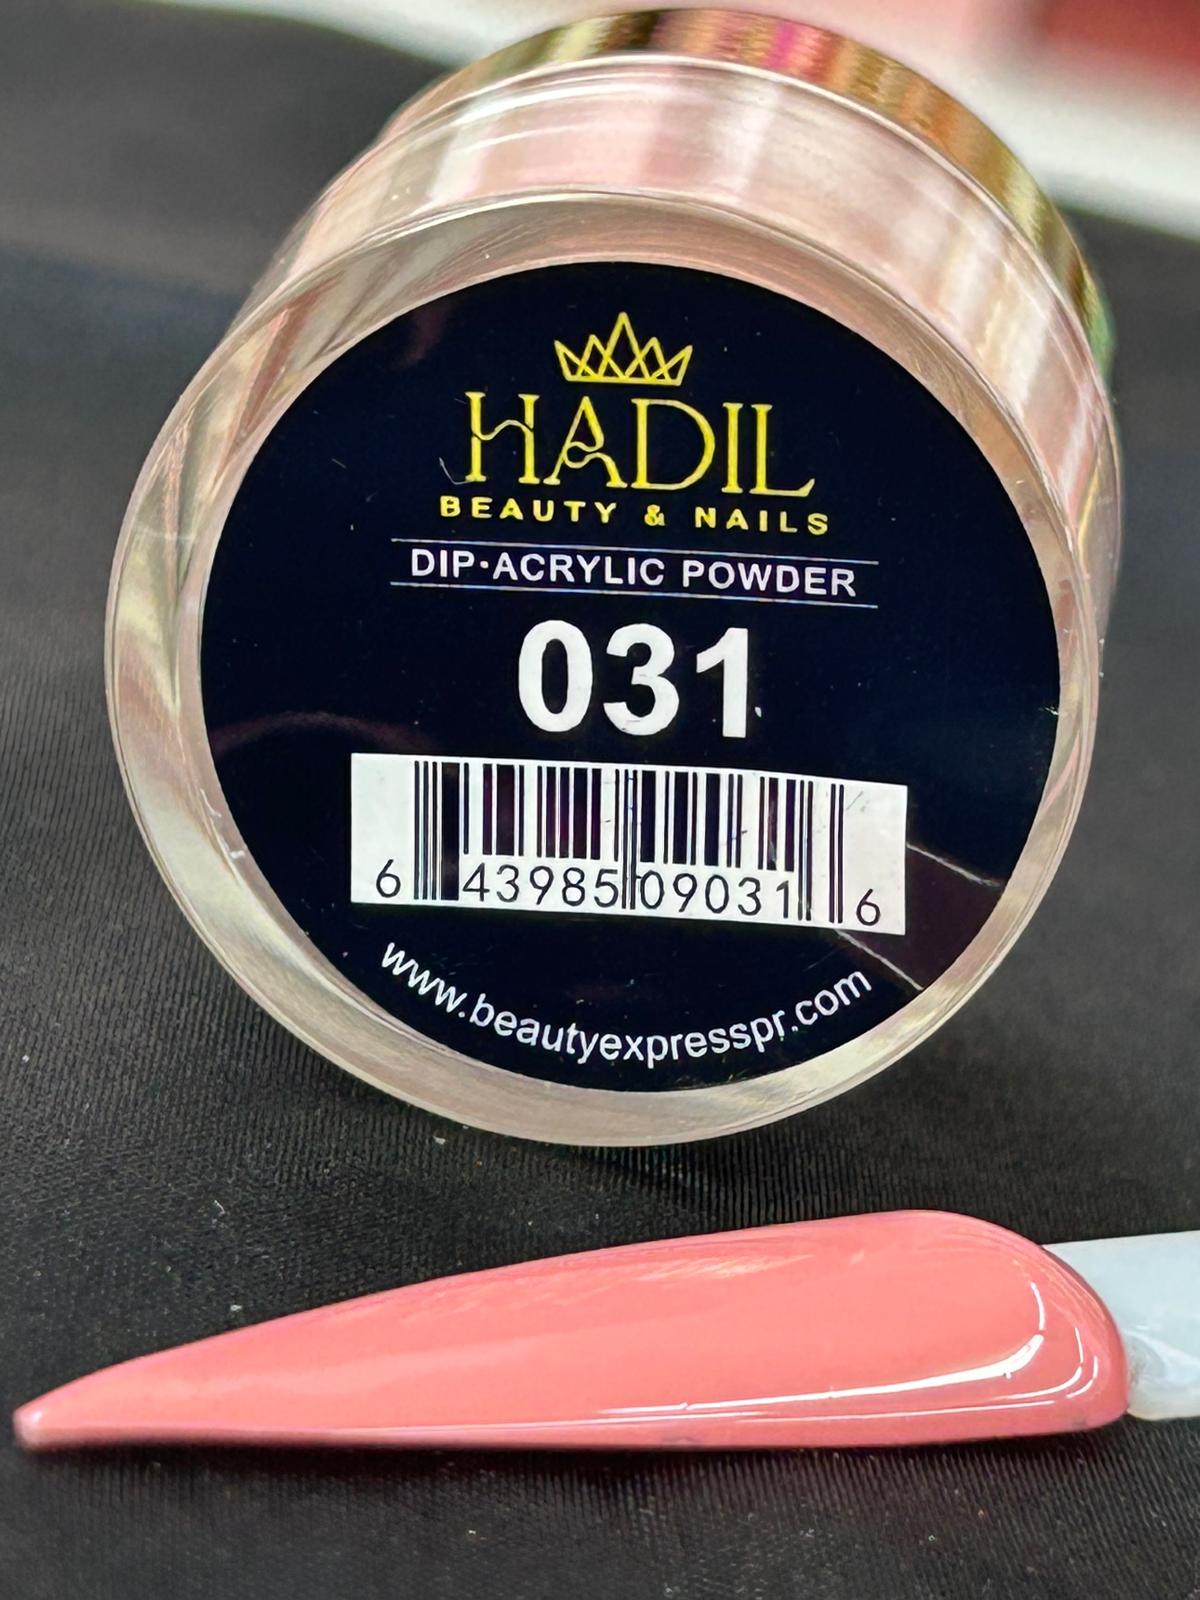 HADIL
BEAUTY & NAILS
DIP·ACRYLIC POWDER
031
6 43985 09031 6
www.beautyexpresspr.com